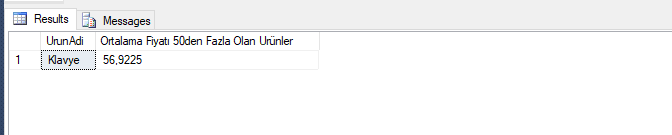 Results Messages
UrunAdi Ortalama Fiyatı 50den Fazla Olan Urünler
1 Klavye 56,9225